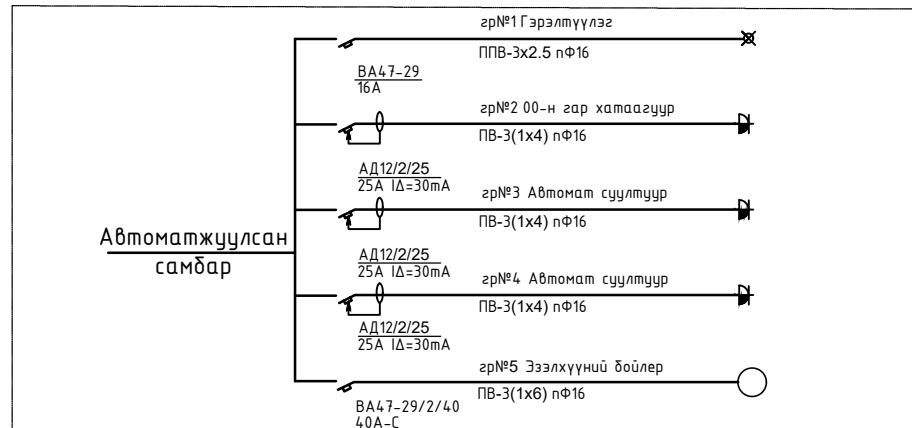 гр№1 Гэрэлтүүлэг
ППВ-3х2.5 пФ16
ВА47-29
16А
гр№2 00-н гар хатаагуур
ПВ-3(1х4) пФ16
АД12/2/25
25А IΔ=30mA
гр№3 Автомат суултуур
ПВ-3(1х4) пФ16
Автоматжуулсан
самбар
АД12/2/25
25А IΔ=30mA
гр№4 Автомат суултуур
ПВ-3(1х4) пФ16
АД12/2/25
25А IΔ=30mA
гр№5 Эзэлхүүний бойлер
ПВ-3(1х6) пФ16
ВА47-29/2/40
40А-С